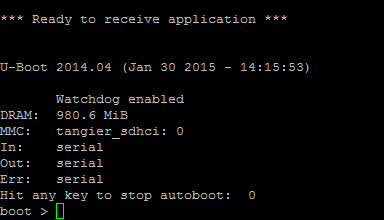 *** Ready to receive application ***
U-Boot 2014.04 (Jan 30 2015 - 14:15:53)
Watchdog enabled
DRAM:  980.6 MiB
MMC:   tangier_sdhci: 0
In:    serial
Out:   serial
Err:   serial
Hit any key to stop autoboot:  0
boot >